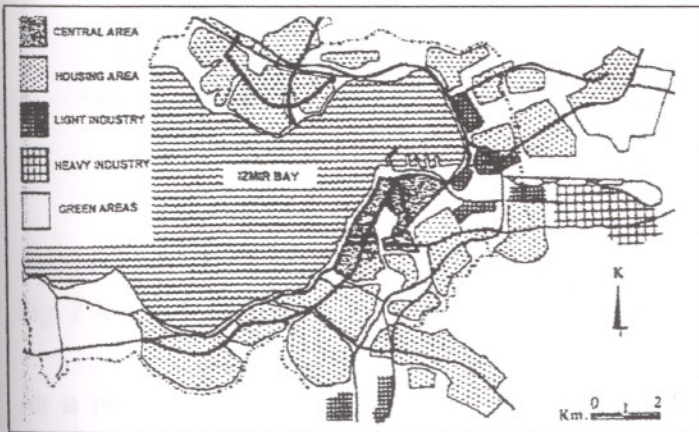 CENTRAL AREA
HOUSING AREA
LIGHT INDUSTRY
HEAVY INDUSTRY
GREEN AREAS
IZMIR BAY
K
0 1 2
Km.